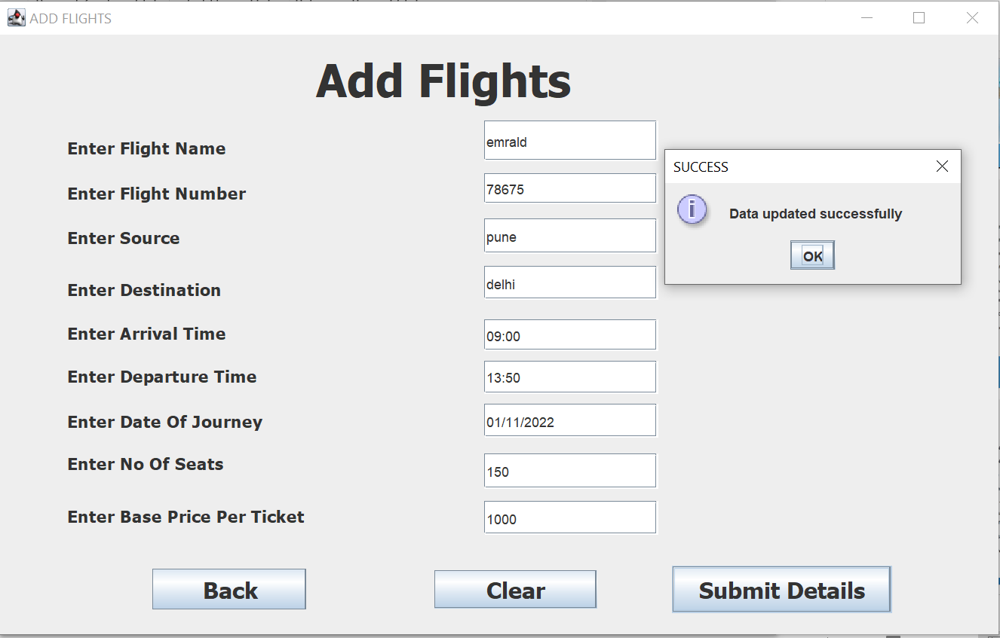 ADD FLIGHTS
Add Flights
Enter Flight Name
emrald
Enter Flight Number
78675
Enter Source
pune
Enter Destination
delhi
Enter Arrival Time
09:00
Enter Departure Time
13:50
Enter Date Of Journey
01/11/2022
Enter No Of Seats
150
Enter Base Price Per Ticket
1000
Back
Clear
Submit Details
SUCCESS
Data updated successfully
OK